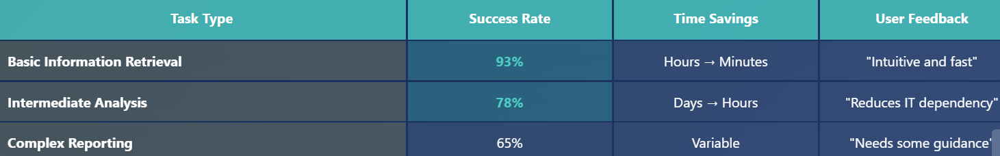 Task Type Success Rate Time Savings User Feedback
Basic Information Retrieval 93% Hours → Minutes "Intuitive and fast"
Intermediate Analysis 78% Days → Hours "Reduces IT dependency"
Complex Reporting 65% Variable "Needs some guidance"